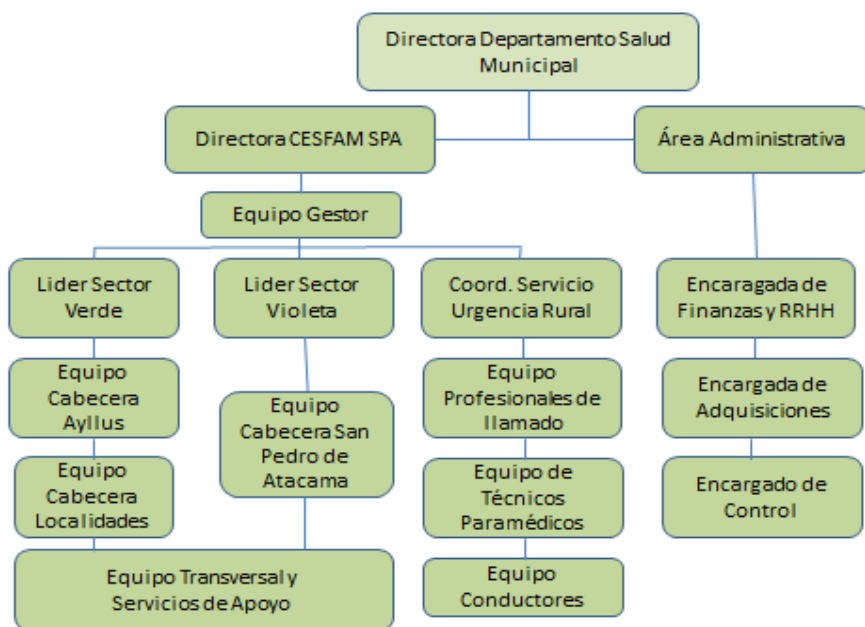 Directora Departamento Salud
Municipal
Directora CESFAM SPA
Área Administrativa
Equipo Gestor
Lider Sector
Verde
Lider Sector
Violeta
Coord. Servicio
Urgencia Rural
Encaragada de
Finanzas y RRHH
Equipo
Cabecera
Ayllus
Equipo
Cabecera San
Pedro de
Atacama
Equipo
Profesionales de
llamado
Encargada de
Adquisiciones
Equipo
Cabecera
Localidades
Equipo de
Técnicos
Paramédicos
Encargado de
Control
Equipo Transversal y
Servicios de Apoyo
Equipo
Conductores